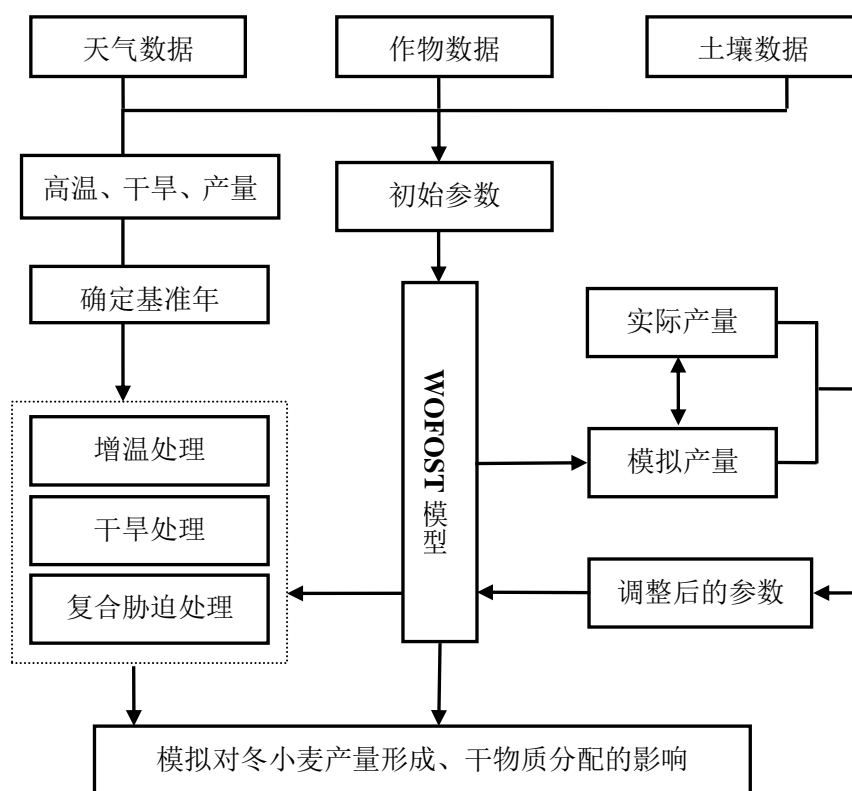 天气数据
作物数据
土壤数据
高温、干旱、产量
初始参数
确定基准年
实际产量
WOFOST 模型
增温处理
模拟产量
干旱处理
复合胁迫处理
调整后的参数
模拟对冬小麦产量形成、干物质分配的影响